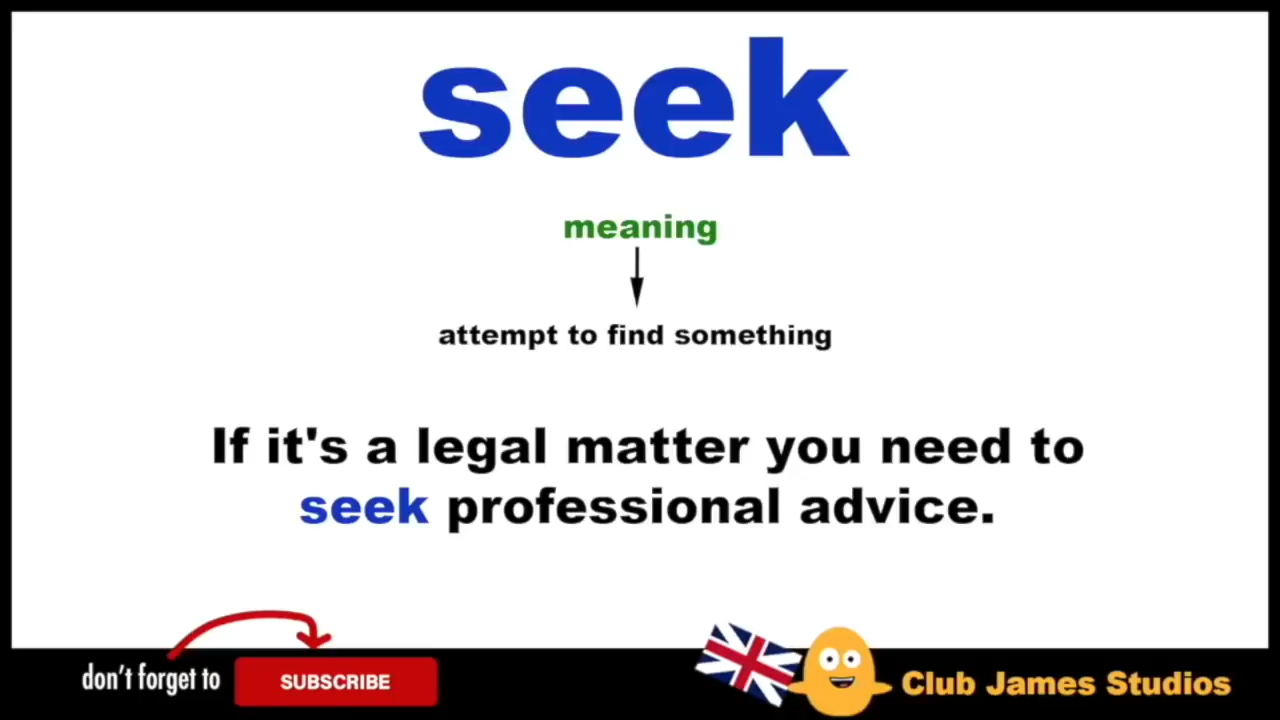 seek
meaning
attempt to find something
If it's a legal matter you need to
seek professional advice.
don't forget to
SUBSCRIBE
Club James Studios